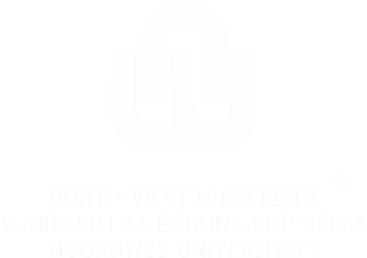 ®
NORTH-WEST UNIVERSITY
YUNIBESITI YA BOKONE-BOPHIRIMA
NOORDWES-UNIVERSITEIT